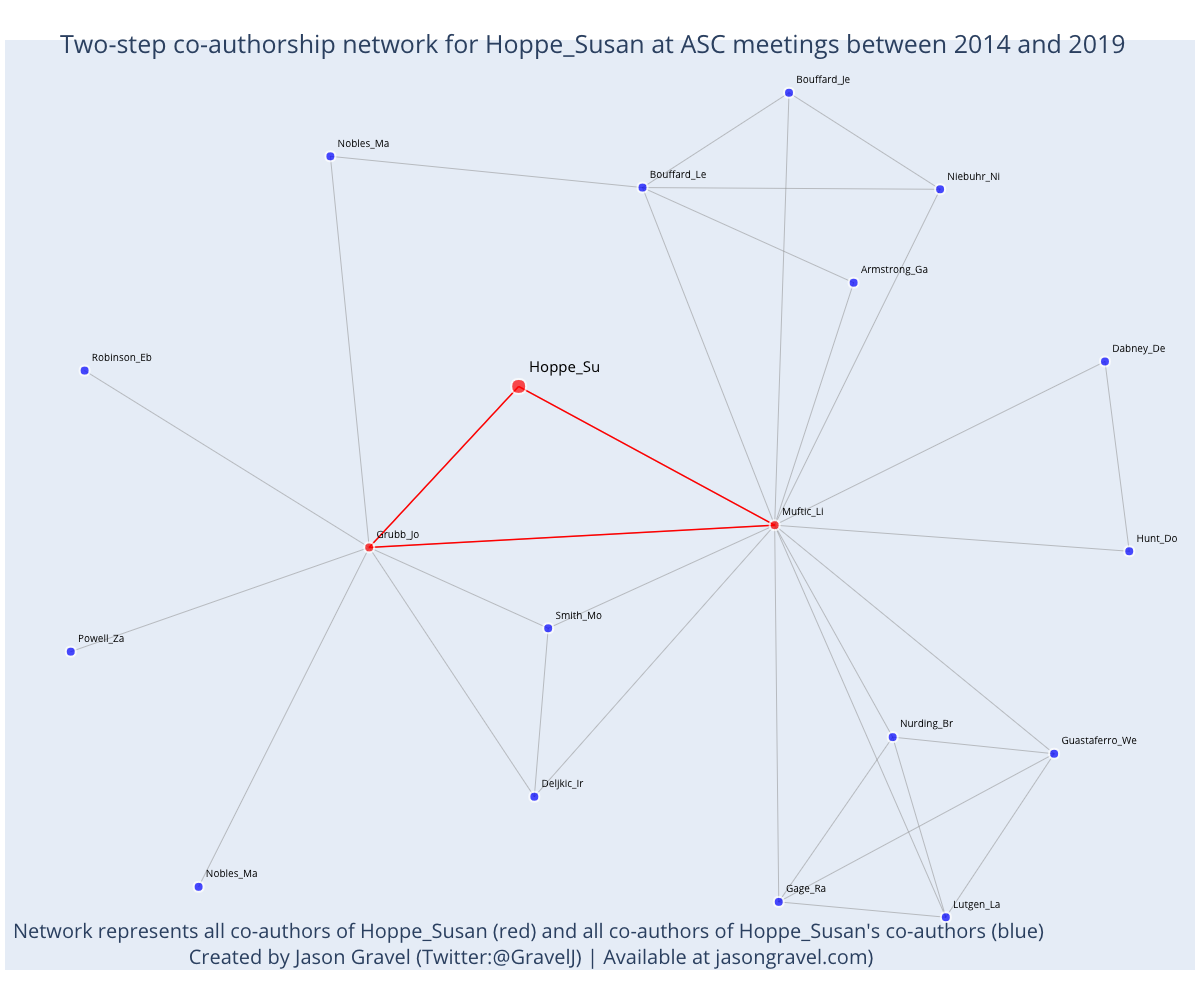 Two-step co-authorship network for Hoppe_Susan at ASC meetings between 2014 and 2019
Bouffard_Je
Nobles_Ma
Bouffard_Le
Niebuhr_Ni
Armstrong_Ga
Dabney_De
Robinson_Eb
Hoppe_Su
Muftic_Li
Grubb_Jo
Hunt_Do
Smith_Mo
Powell_Za
Nurding_Br
Guastaferro_We
Deljkic_Ir
Nobles_Ma
Gage_Ra
Lutgen_La
Network represents all co-authors of Hoppe_Susan (red) and all co-authors of Hoppe_Susan's co-authors (blue)
Created by Jason Gravel (Twitter:@GravelJ) | Available at jasongravel.com)